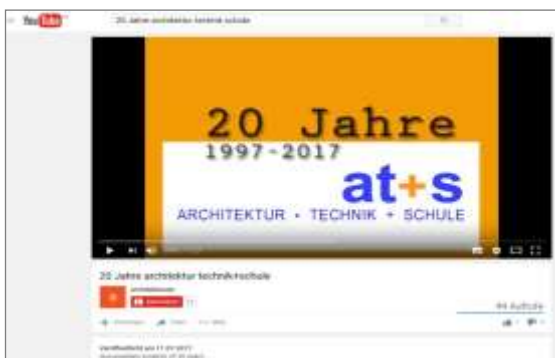 YouTube
20 Jahre architektur technik schule
20 Jahre
1997-2017
at+s
ARCHITEKTUR • TECHNIK + SCHULE
20 Jahre architektur technik+schule
44 Aufrufe